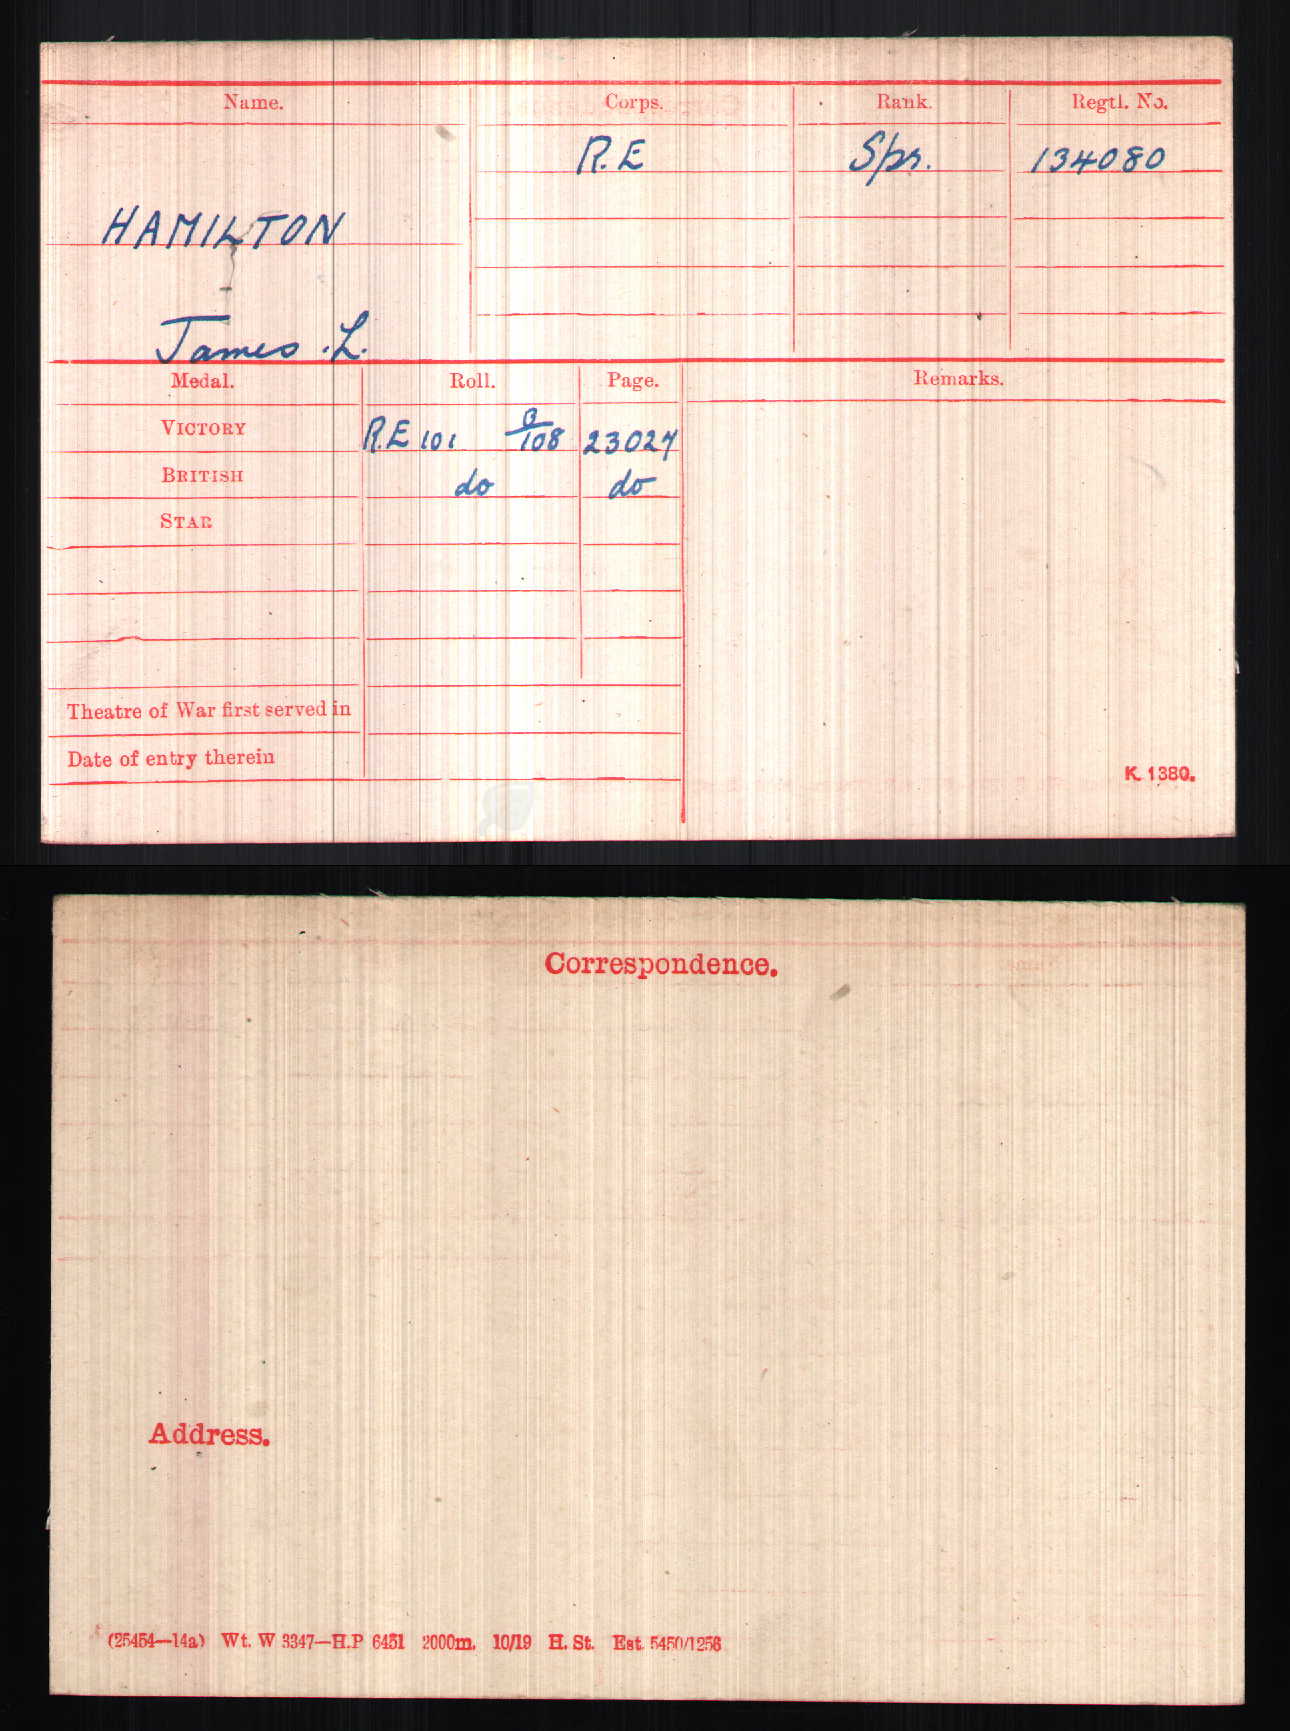 Name. Corps. Rank. Regtl. No.
R.E Spr. 134080
HAMILTON
James .L.
Medal. Roll. Page. Remarks.
VICTORY R.E 101 B/108 23027
BRITISH do do
STAR
Theatre of War first served in
Date of entry therein
K. 1380.
Correspondence.
Address.
(25454—14a) Wt. W 3347—H.P 6451 2000m. 10/19 H. St. Est. 5450/1256